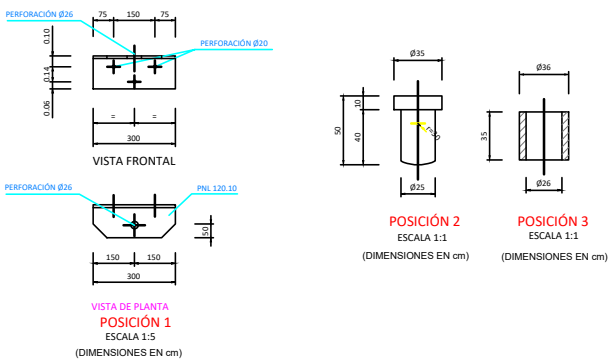 PERFORACIÓN Ø26
75
150
75
PERFORACIÓN Ø20
0.10
0.14
0.06
=
=
300
VISTA FRONTAL
PERFORACIÓN Ø26
PNL 120.10
50
150
150
300
VISTA DE PLANTA
POSICIÓN 1
ESCALA 1:5
(DIMENSIONES EN cm)
Ø35
10
50
40
r=30
Ø25
POSICIÓN 2
ESCALA 1:1
(DIMENSIONES EN cm)
Ø36
35
Ø26
POSICIÓN 3
ESCALA 1:1
(DIMENSIONES EN cm)